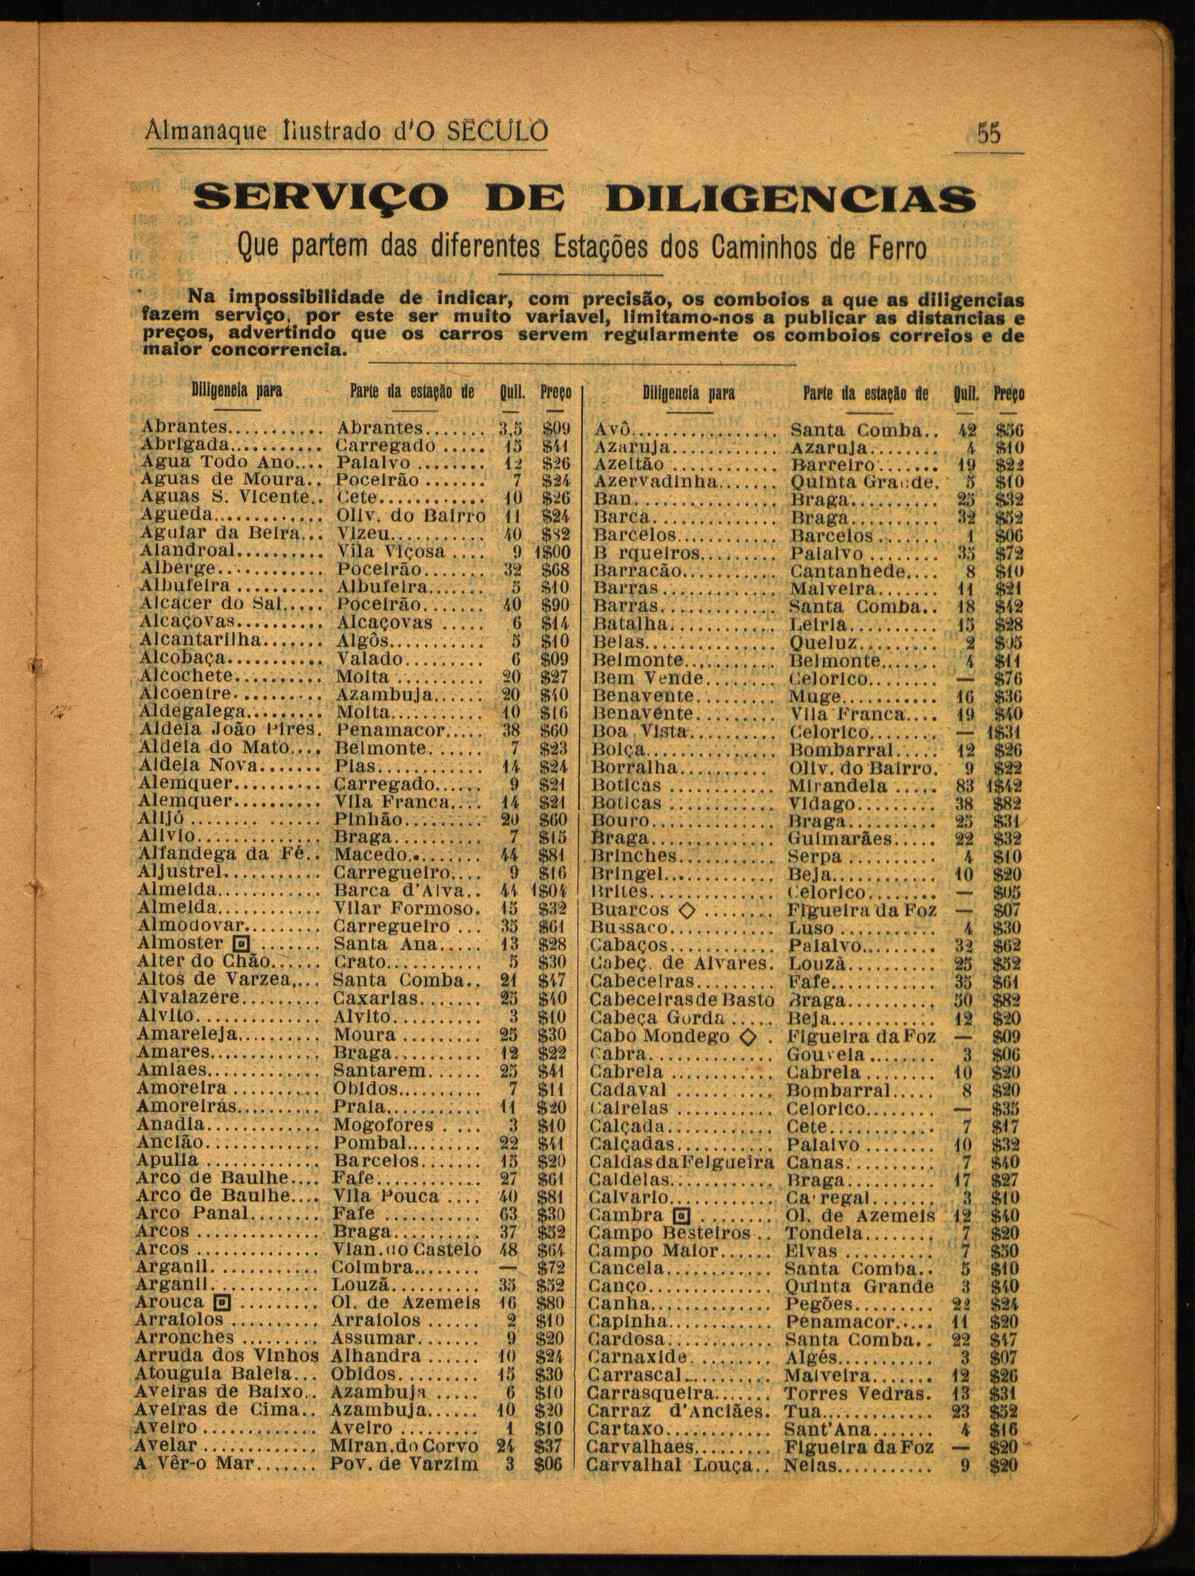 Almanaque Ilustrado d'O SECULO 55
SERVIÇO DE DILIGENCIAS
Que partem das diferentes Estações dos Caminhos de Ferro
Na impossibilidade de indicar, com precisão, os comboios a que as diligencias
fazem serviço, por este ser muito variavel, limitamo-nos a publicar as distancias e
preços, advertindo que os carros servem regularmente os comboios correios e de
maior concorrencia.
Diligencia para Parte da estação de Quil. Preço
Abrantes........... Abrantes....... 3,5 $09
Abrigada.......... Carregado ..... 15 $41
Agua Todo Ano.... Paialvo ........ 12 $26
Aguas de Moura.. Poceirão ....... 7 $24
Aguas S. Vicente.. Cete............ 10 $26
Agueda............. Oliv. do Bairro 11 $24
Aguiar da Beira... Vizeu........... 40
Alandroal.......... Vila Viçosa .... 9 1$00
Alberge............ Poceirão....... 32 $68
Albufeira .......... Albufeira....... 5 $10
Alcacer do Sal..... Poceirão....... 40 $90
Alcaçovas.......... Alcaçovas ..... 6 $14
Alcantarilha....... Algôs........... 5 $10
Alcobaça........... Valado.......... 6 $09
Alcochete.......... Moita .......... 20 $27
Alcoentre.......... Azambuja...... 20 $40
Aldegalega......... Moita........... 10 $16
Aldeia João Pires. Penamacor..... 38 $60
Aldeia do Mato.... Belmonte...... 7 $23
Aldeia Nova....... Pias............ 14 $24
Alemquer.......... Carregado...... 9 $21
Alemquer.......... Vila Franca.... 14 $21
Alijó ............... Pinhão.......... 20 $60
Alivio.............. Braga........... 7 $15
Alfandega da Fé.. Macedo......... 44 $81
Aljustrel........... Carregueiro.... 9 $16
Almeida............ Barca d'Alva.. 44 1$04
Almeida............ Vilar Formoso. 15 $32
Almodovar......... Carregueiro ... 35 $61
Almoster ....... Santa Ana..... 13 $28
Alter do Chão...... Crato........... 5 $30
Altos de Varzea.... Santa Comba.. 21 $47
Alvaiazere......... Caxarias....... 25 $40
Alvito.............. Alvito.......... 3 $10
Amareleja......... Moura ......... 25 $30
Amares............ Braga.......... 12 $22
Amiaes............ Santarem...... 25 $41
Amoreira .......... Obidos.......... 7 $11
Amoreiras......... Praia........... 11 $20
Anadia............ Mogofores ..... 3 $10
Ancião............ Pombal......... 22 $41
Apulia ............ Barcelos....... 15 $20
Arco de Baulhe.... Fafe............ 27 $61
Arco de Baulhe.... Vila Pouca .... 40 $81
Arco Panal........ Fafe ........... 63 $30
Arcos ............. Braga.......... 37 $52
Arcos ............. Vian. do Castelo 48 $64
Arganil............ Coimbra........ — $72
Arganil............ Louzã.......... 35 $52
Arouca ......... Ol. de Azemeis 16 $80
Arraiolos .......... Arraiolos ...... 2 $10
Arronches ......... Assumar....... 9 $20
Arruda dos Vinhos Alhandra ...... 10 $24
Atouguia Baleia... Obidos......... 15 $30
Aveiras de Baixo.. Azambuja ..... 6 $10
Aveiras de Cima.. Azambuja...... 10 $20
Aveiro ............. Aveiro ......... 1 $10
Avelar ............. Miran. do Corvo 24 $37
A Vêr-o Mar....... Pov. de Varzim 3 $06
Diligencia para Parte da estação de Quil. Preço
Avô................ Santa Comba.. 42 $56
Azaruja............ Azaruja........ 4 $10
Azeitão ............ Barreiro....... 19 $22
Azervadinha....... Quinta Grande. 5 $10
Ban................ Braga.......... 25 $32
Barca.............. Braga.......... 32 $52
Barcelos........... Barcelos....... 1 $06
B rqueiros......... Paialvo ........ 35 $72
Barracão........... Cantanhede.... 8 $10
Barras............. Malveira....... 11 $21
Barras............. Santa Comba.. 18 $42
Batalha............ Leiria.......... 15 $28
Belas.............. Queluz......... 2 $05
Belmonte.......... Belmonte....... 4 $11
Bem Vende........ Celorico........ — $76
Benavente......... Muge........... 16 $36
Benavente......... Vila Franca.... 19 $40
Boa Vista.......... Celorico........ — 1$31
Bolça.............. Bombarral..... 12 $26
Borralha........... Oliv. do Bairro. 9 $22
Boticas ............ Mirandela ..... 83 1$42
Boticas ............ Vidago......... 38 $82
Bouro.............. Braga.......... 25 $31
Braga.............. Guimarães..... 22 $32
Brinches........... Serpa .......... 4 $10
Bringel............ Beja............ 10 $20
Brites.............. Celorico........ — $05
Buarcos ◇ ........ Figueira da Foz — $07
Bussaco............ Luso ........... 4 $30
Cabaços............ Paialvo......... 32 $62
Cabeç. de Alvares. Louzã.......... 25 $52
Cabeceiras......... Fafe............ 35 $61
Cabeceiras de Basto Braga.......... 50 $82
Cabeça Gorda ..... Beja............ 12 $20
Cabo Mondego ◇ . Figueira da Foz — $09
Cabra.............. Gouveia ....... 3 $06
Cabrela ............ Cabrela ........ 10 $20
Cadaval ........... Bombarral..... 8 $20
Cairelas ........... Celorico........ — $35
Calçada............ Cete............ 7 $17
Calçadas........... Paialvo ........ 10 $32
Caldas da Felgueira Canas.......... 7 $40
Caldelas........... Braga.......... 17 $27
Calvario........... Ca regal....... 3 $10
Cambra ........ Ol. de Azemeis 12 $40
Campo Besteiros .. Tondela........ 7 $20
Campo Maior...... Elvas .......... 7 $50
Cancela............ Santa Comba.. 5 $10
Canço.............. Quinta Grande 3 $40
Canha.............. Pegões......... 22 $24
Capinha............ Penamacor..... 11 $20
Cardosa............ Santa Comba.. 22 $47
Carnaxide......... Algés........... 3 $07
Carrascal.......... Malveira....... 12 $26
Carrasqueira....... Torres Vedras. 13 $31
Carraz d'Anciães. Tua............. 23 $52
Cartaxo............ Sant'Ana....... 4 $16
Carvalhaes......... Figueira da Foz — $20
Carvalhal Louça.. Nelas........... 9 $20